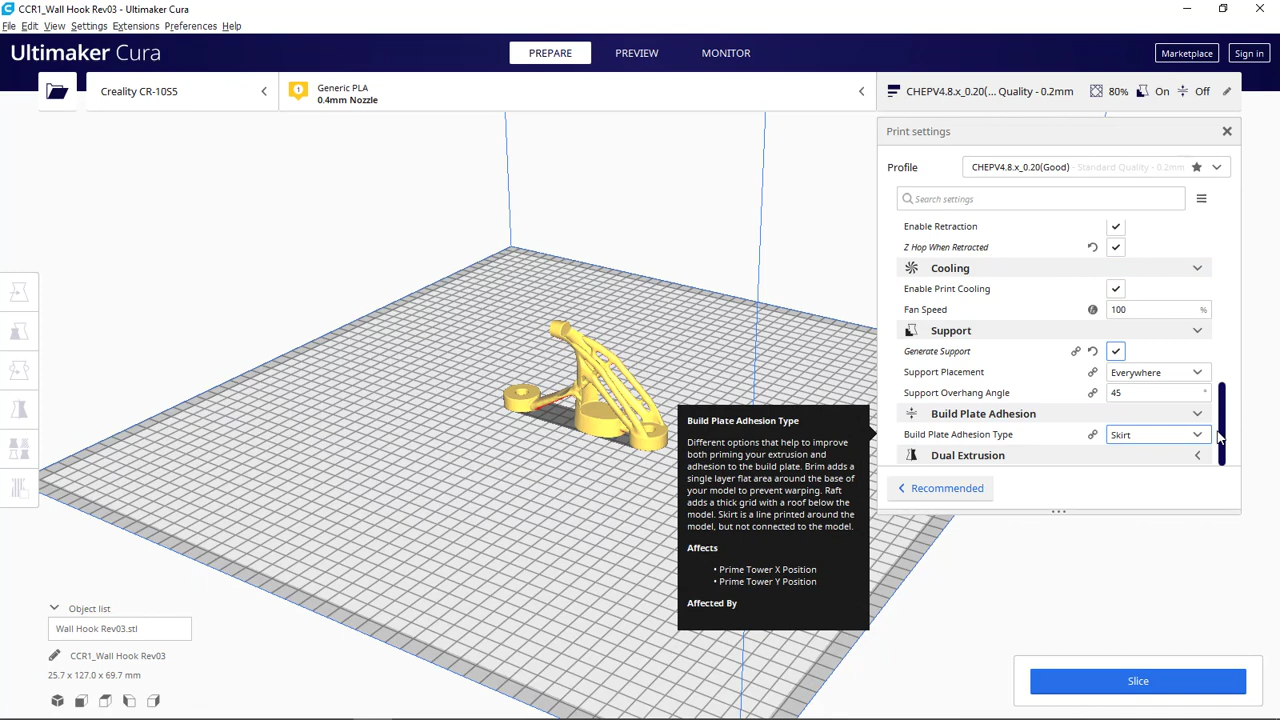 CCR1_Wall Hook Rev03 - Ultimaker Cura
File Edit View Settings Extensions Preferences Help
Ultimaker Cura
PREPARE
PREVIEW
MONITOR
Marketplace
Sign in
Creality CR-10S5
1
Generic PLA
0.4mm Nozzle
CHEPV4.8.x_0.20(... Quality - 0.2mm
80%
On
Off
Print settings
Profile
CHEPV4.8.x_0.20(Good) - Standard Quality - 0.2mm
Search settings
Enable Retraction
Z Hop When Retracted
Cooling
Enable Print Cooling
Fan Speed
100
%
Support
Generate Support
Support Placement
Everywhere
Support Overhang Angle
45
°
Build Plate Adhesion
Build Plate Adhesion Type
Skirt
Dual Extrusion
Recommended
Build Plate Adhesion Type
Different options that help to improve
both priming your extrusion and
adhesion to the build plate. Brim adds a
single layer flat area around the base of
your model to prevent warping. Raft
adds a thick grid with a roof below the
model. Skirt is a line printed around the
model, but not connected to the model.
Affects
• Prime Tower X Position
• Prime Tower Y Position
Affected By
Object list
Wall Hook Rev03.stl
CCR1_Wall Hook Rev03
25.7 x 127.0 x 69.7 mm
Slice